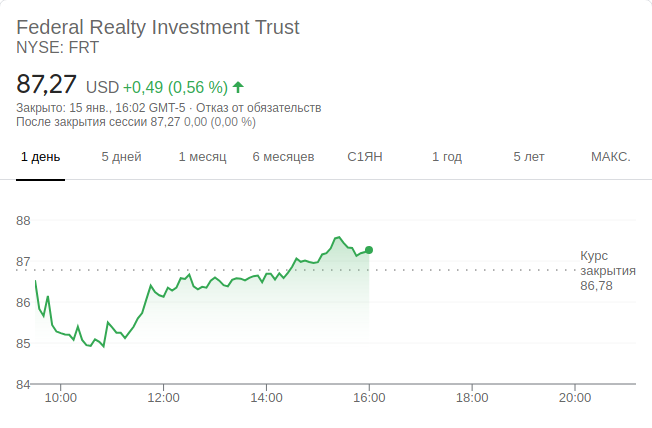 Federal Realty Investment Trust
NYSE: FRT
87,27 USD +0,49 (0,56 %)
Закрыто: 15 янв., 16:02 GMT-5 · Отказ от обязательств
После закрытия сессии 87,27 0,00 (0,00 %)
1 день 5 дней 1 месяц 6 месяцев С1ЯН 1 год 5 лет МАКС.
88
87
86
85
84
Курс
закрытия
86,78
10:00 12:00 14:00 16:00 18:00 20:00